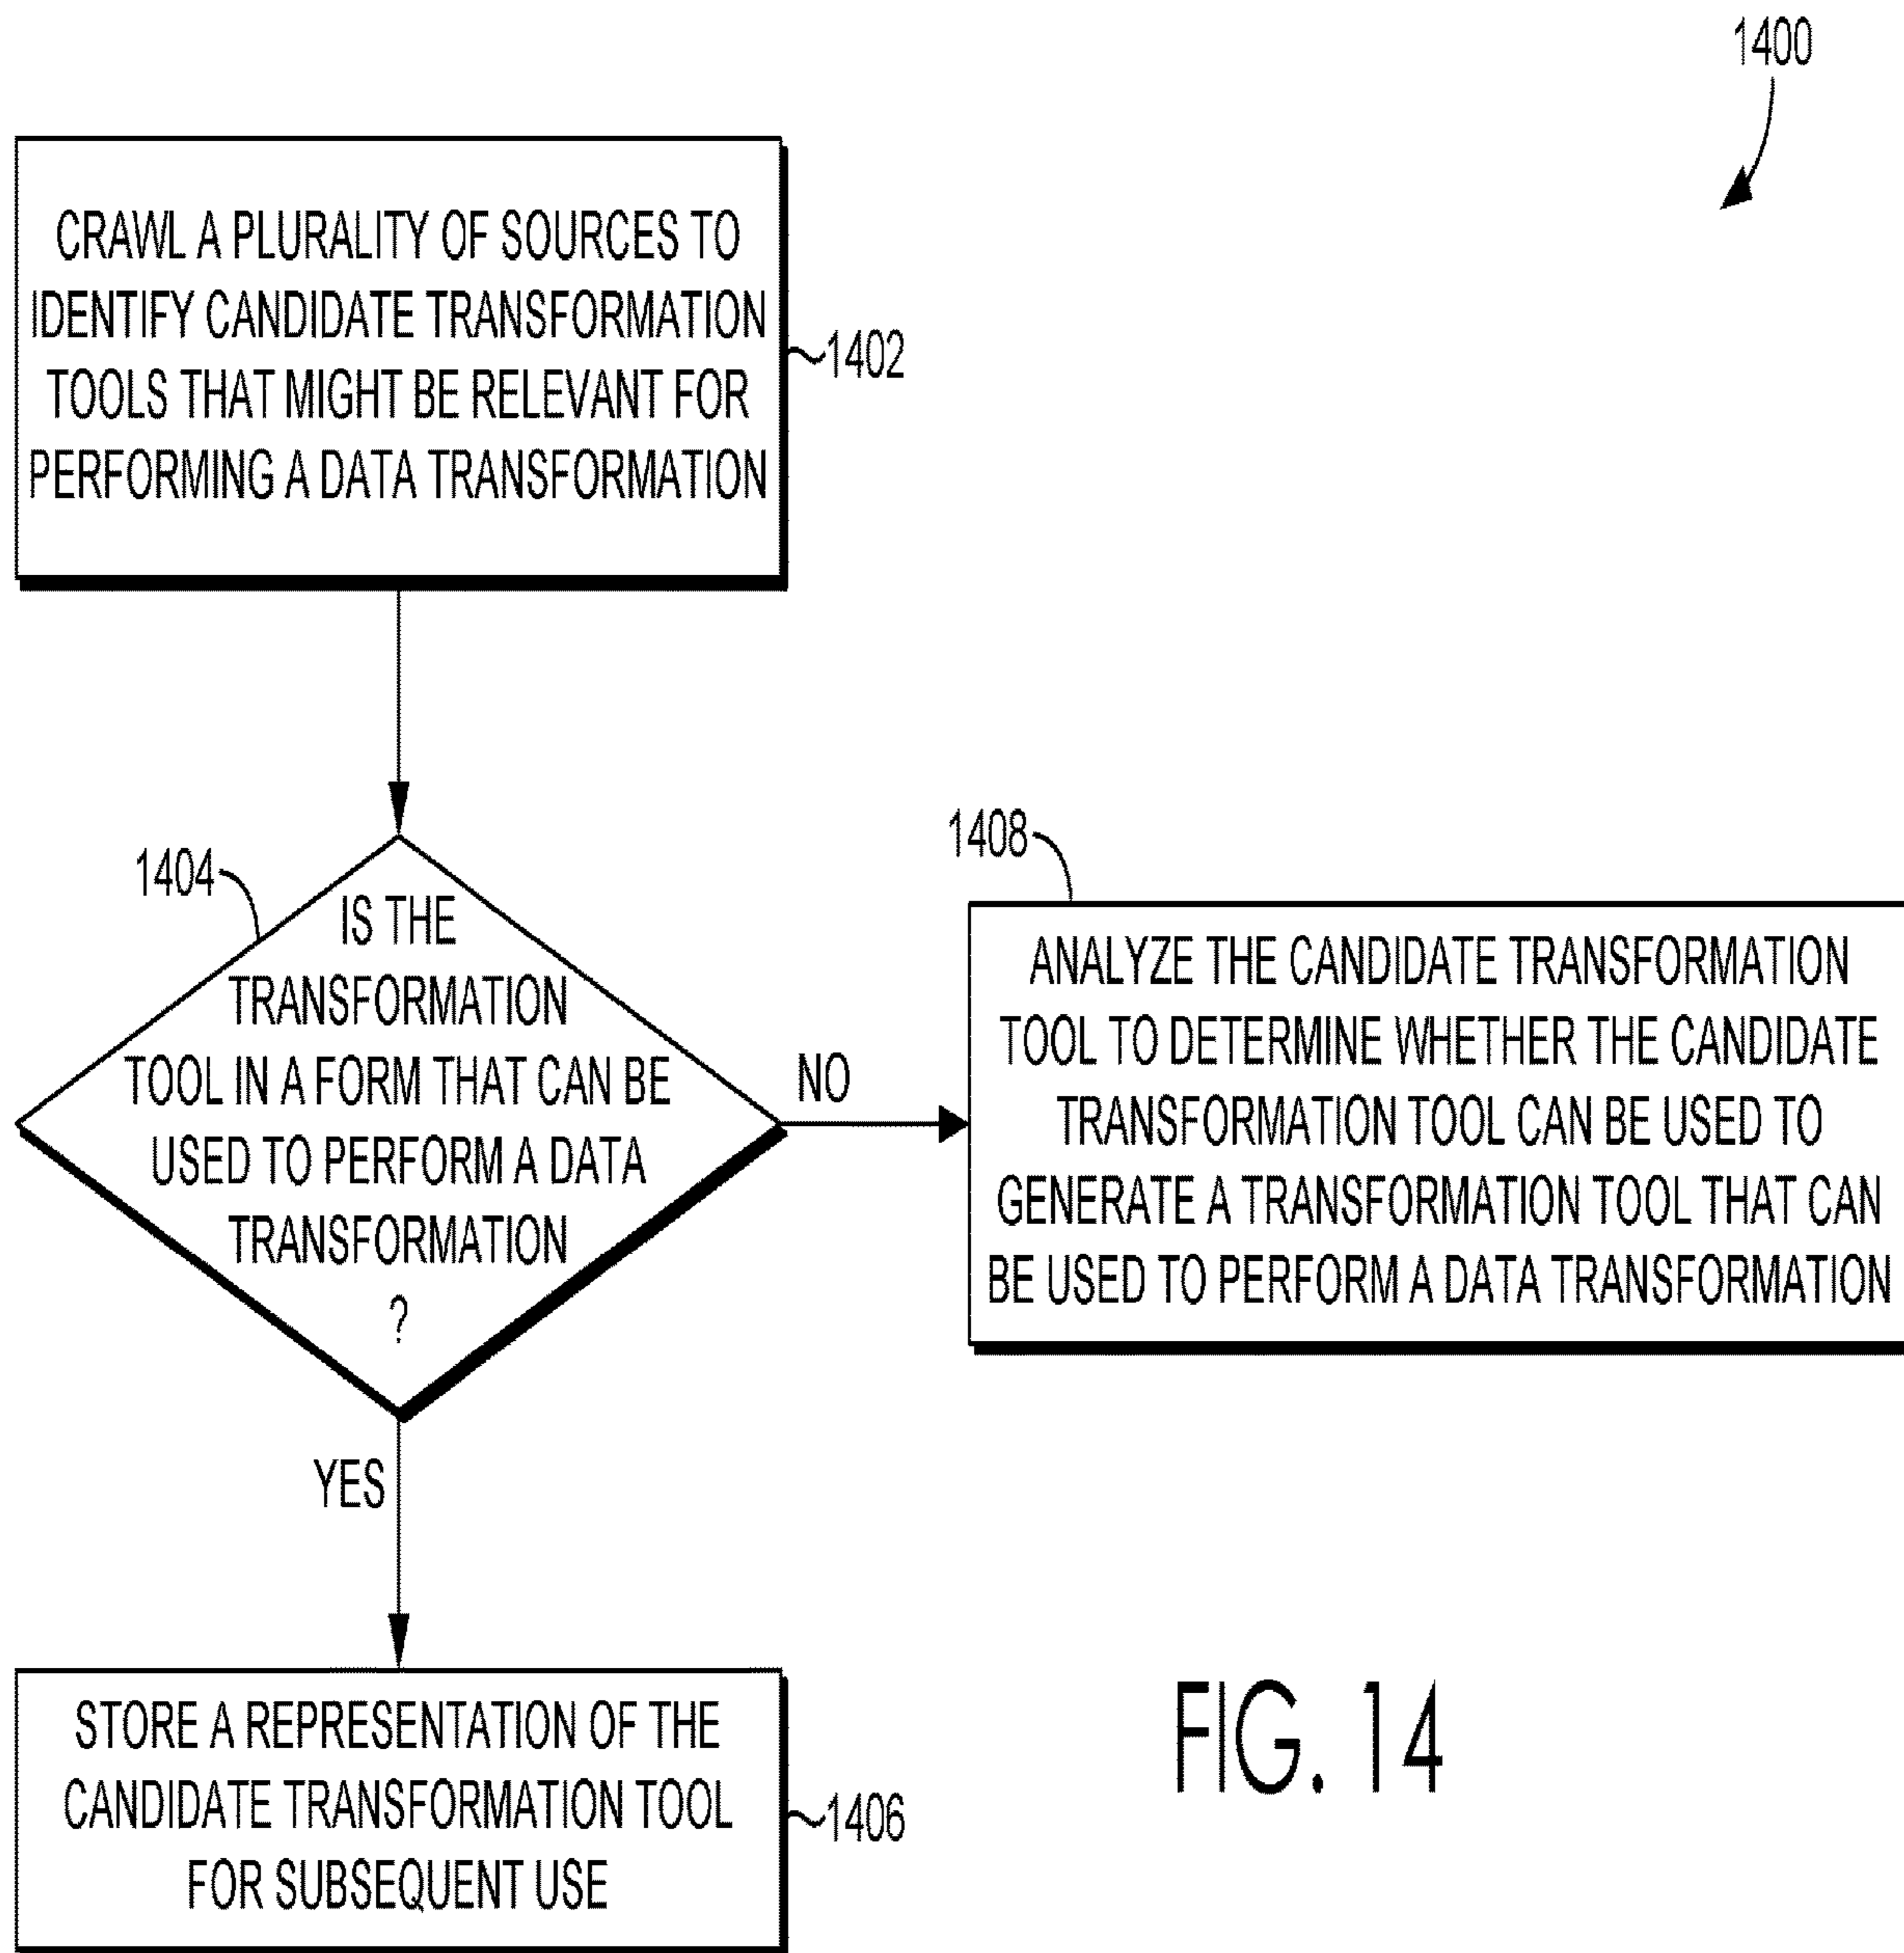 1400
CRAWL A PLURALITY OF SOURCES TO
IDENTIFY CANDIDATE TRANSFORMATION
TOOLS THAT MIGHT BE RELEVANT FOR
PERFORMING A DATA TRANSFORMATION
1402
1404
IS THE
TRANSFORMATION
TOOL IN A FORM THAT CAN BE
USED TO PERFORM A DATA
TRANSFORMATION
?
NO
1408
ANALYZE THE CANDIDATE TRANSFORMATION
TOOL TO DETERMINE WHETHER THE CANDIDATE
TRANSFORMATION TOOL CAN BE USED TO
GENERATE A TRANSFORMATION TOOL THAT CAN
BE USED TO PERFORM A DATA TRANSFORMATION
YES
STORE A REPRESENTATION OF THE
CANDIDATE TRANSFORMATION TOOL
FOR SUBSEQUENT USE
1406
FIG. 14